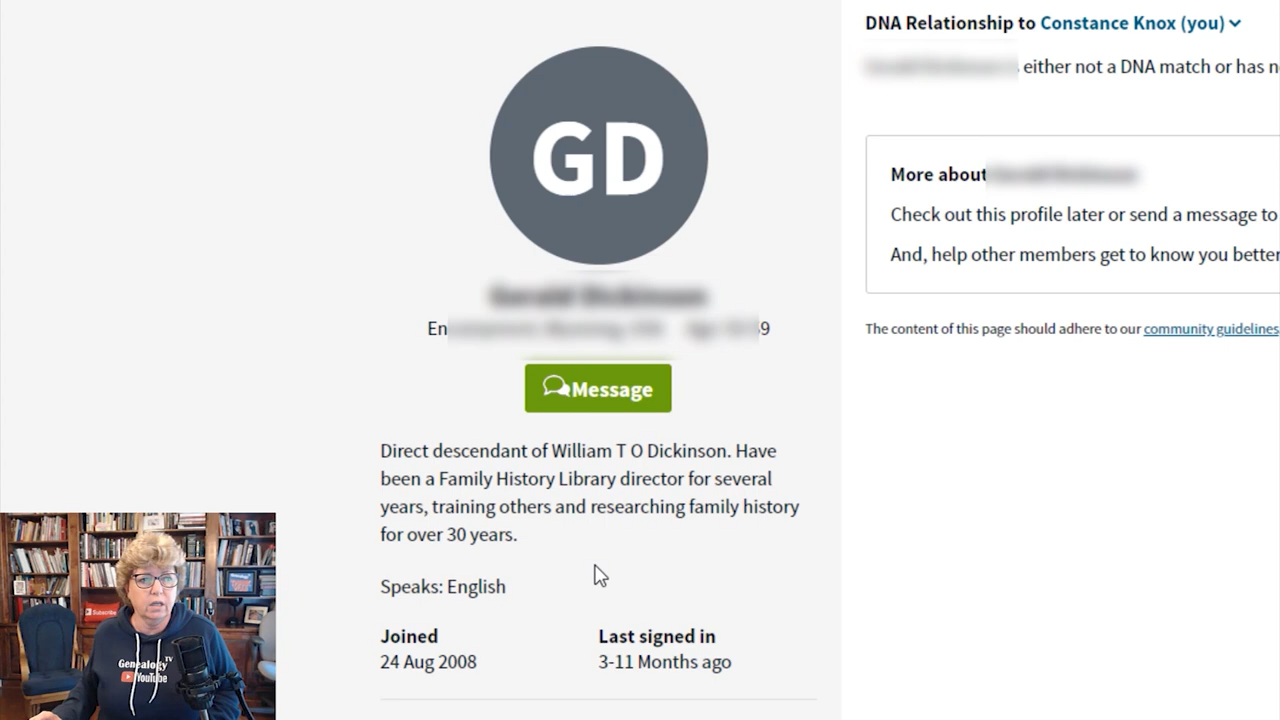 GD
En
9
Message
Direct descendant of William T O Dickinson. Have
been a Family History Library director for several
years, training others and researching family history
for over 30 years.
Speaks: English
Joined
24 Aug 2008
Last signed in
3-11 Months ago
DNA Relationship to Constance Knox (you)
either not a DNA match or has n
More about
Check out this profile later or send a message to
And, help other members get to know you better
The content of this page should adhere to our community guidelines
Subscribe
Genealogy TV
YouTube